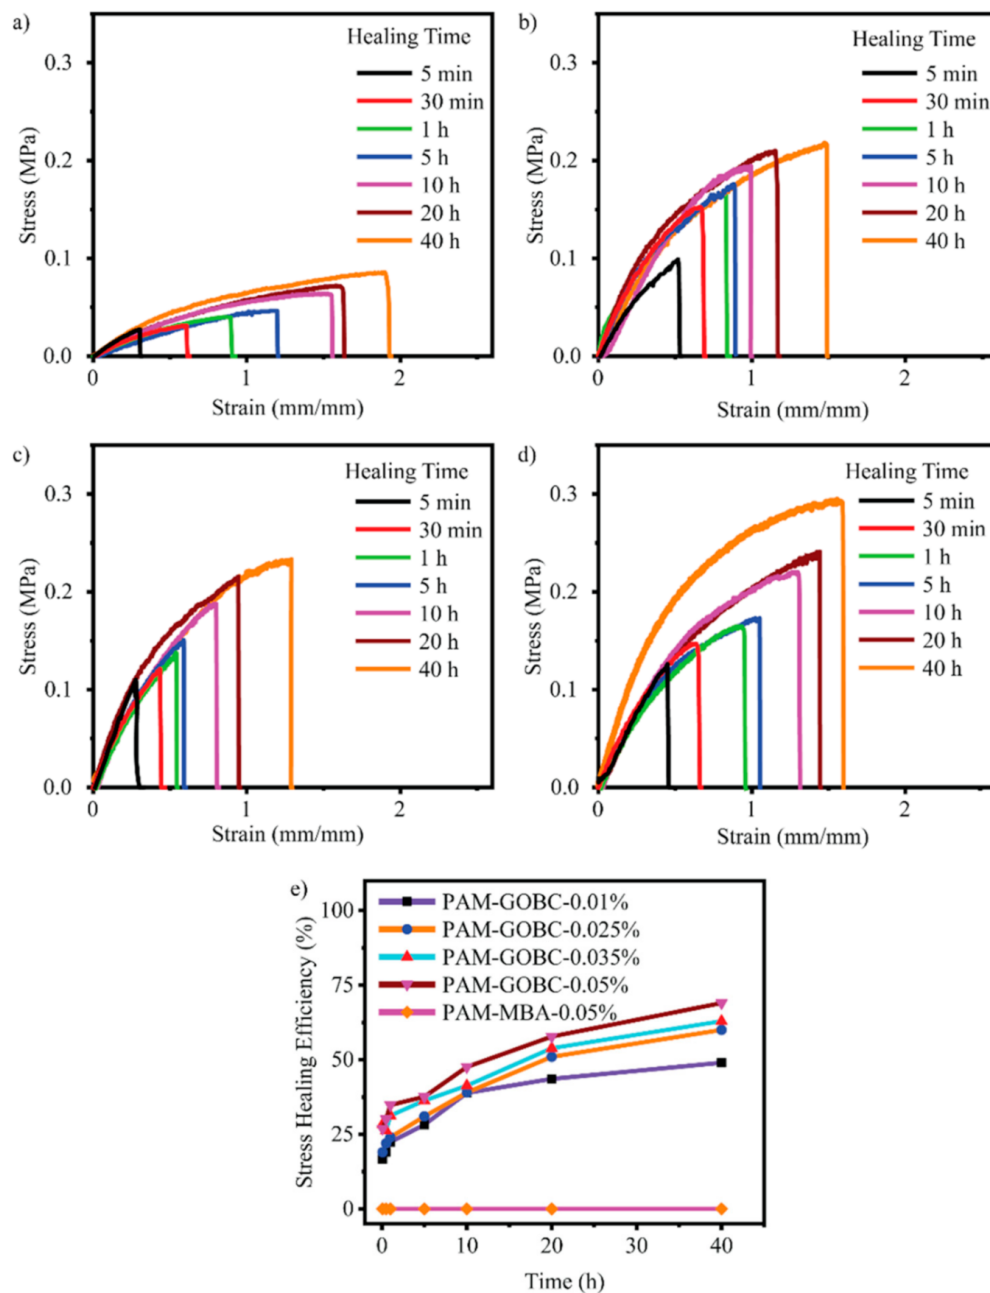 a)
Healing Time
5 min
30 min
1 h
5 h
10 h
20 h
40 h
0.3
0.2
0.1
0.0
Stress (MPa)
0 1 2
Strain (mm/mm)
b)
Healing Time
5 min
30 min
1 h
5 h
10 h
20 h
40 h
0.3
0.2
0.1
0.0
Stress (MPa)
0 1 2
Strain (mm/mm)
c)
Healing Time
5 min
30 min
1 h
5 h
10 h
20 h
40 h
0.3
0.2
0.1
0.0
Stress (MPa)
0 1 2
Strain (mm/mm)
d)
Healing Time
5 min
30 min
1 h
5 h
10 h
20 h
40 h
0.3
0.2
0.1
0.0
Stress (MPa)
0 1 2
Strain (mm/mm)
e)
PAM-GOBC-0.01%
PAM-GOBC-0.025%
PAM-GOBC-0.035%
PAM-GOBC-0.05%
PAM-MBA-0.05%
100
75
50
25
0
Stress Healing Efficiency (%)
0 10 20 30 40
Time (h)